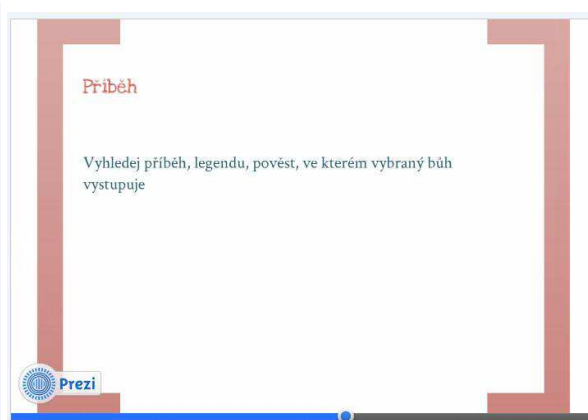 Příběh
Vyhledej příběh, legendu, pověst, ve kterém vybraný bůh
vystupuje
Prezi